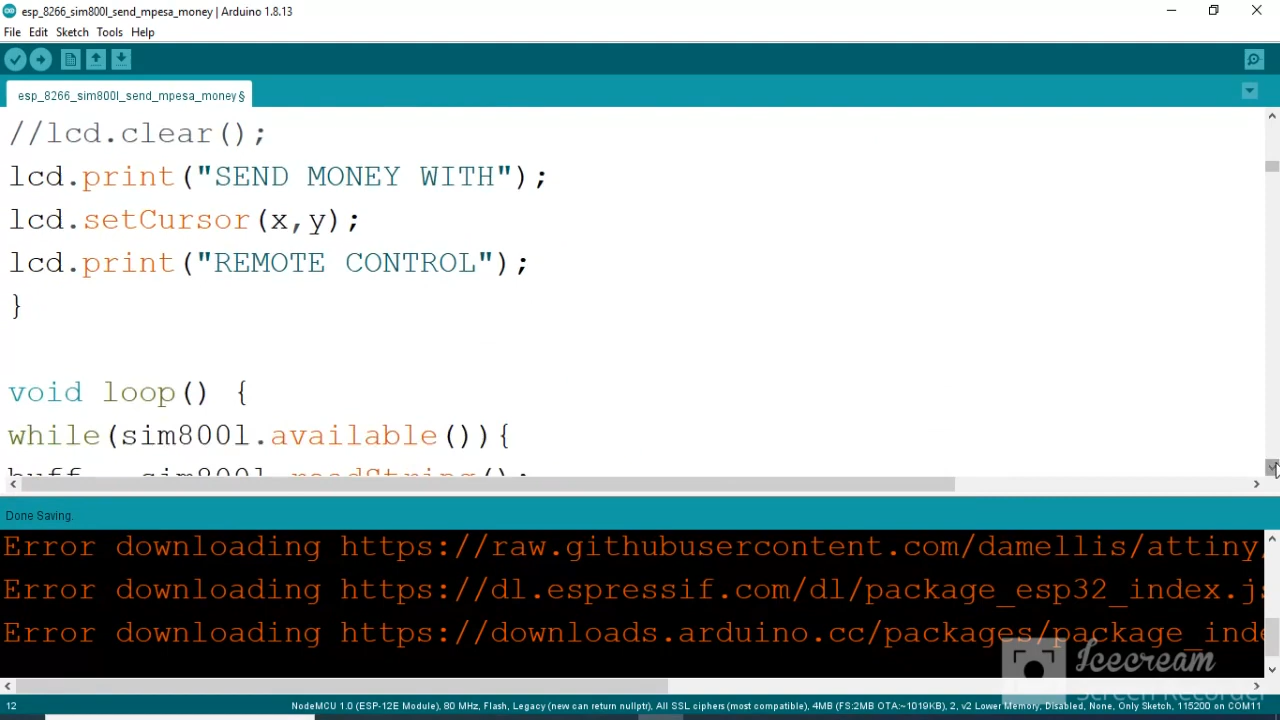 esp_8266_sim800l_send_mpesa_money | Arduino 1.8.13
File Edit Sketch Tools Help
esp_8266_sim800l_send_mpesa_money §
//lcd.clear();
lcd.print("SEND MONEY WITH");
lcd.setCursor(x,y);
lcd.print("REMOTE CONTROL");
}
void loop() {
while(sim800l.available()){
buff sim800l.readString();
Done Saving.
Error downloading https://raw.githubusercontent.com/damellis/attiny
Error downloading https://dl.espressif.com/dl/package_esp32_index.js
Error downloading https://downloads.arduino.cc/packages/package_inde
Icecream
Screen Recorder
12
NodeMCU 1.0 (ESP-12E Module), 80 MHz, Flash, Legacy (new can return nullptr), All SSL ciphers (most compatible), 4MB (FS:2MB OTA:~1019KB), 2, v2 Lower Memory, Disabled, None, Only Sketch, 115200 on COM11